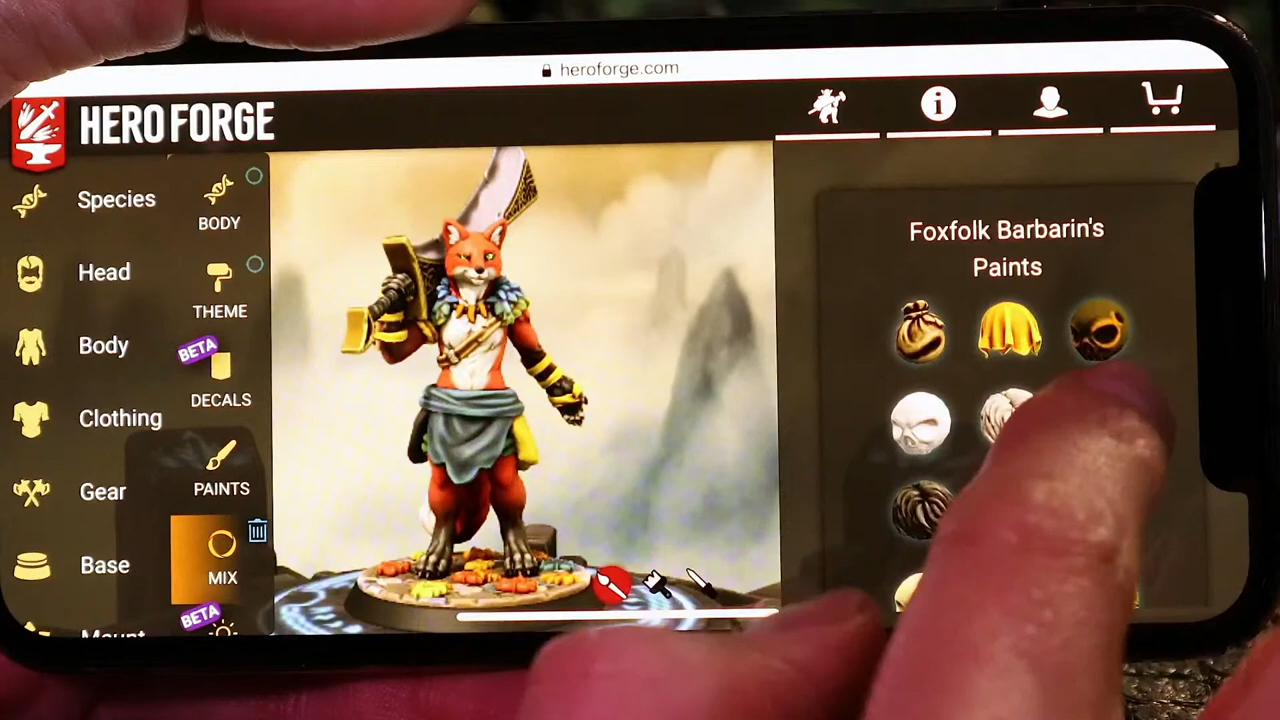 heroforge.com
HERO FORGE
Species
Head
Body
Clothing
Gear
Base
Mount
BODY
THEME
BETA
DECALS
PAINTS
MIX
BETA
Foxfolk Barbarin's
Paints